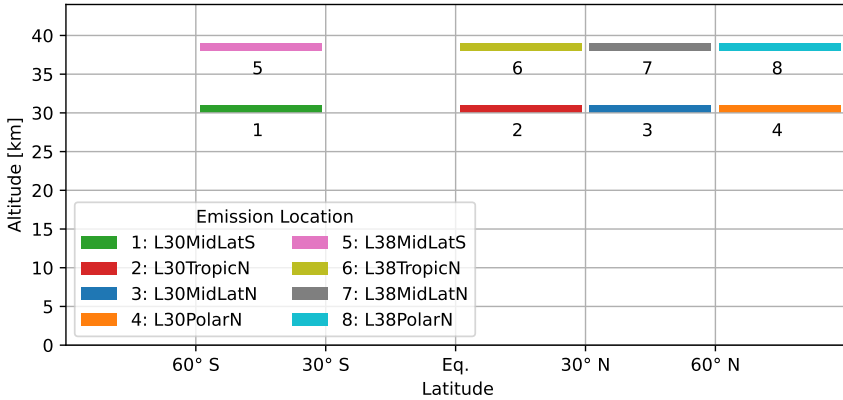 40
35
30
25
20
15
10
5
0
Altitude [km]
5
6
7
8
1
2
3
4
Emission Location
1: L30MidLatS
2: L30TropicN
3: L30MidLatN
4: L30PolarN
5: L38MidLatS
6: L38TropicN
7: L38MidLatN
8: L38PolarN
60° S
30° S
Eq.
30° N
60° N
Latitude